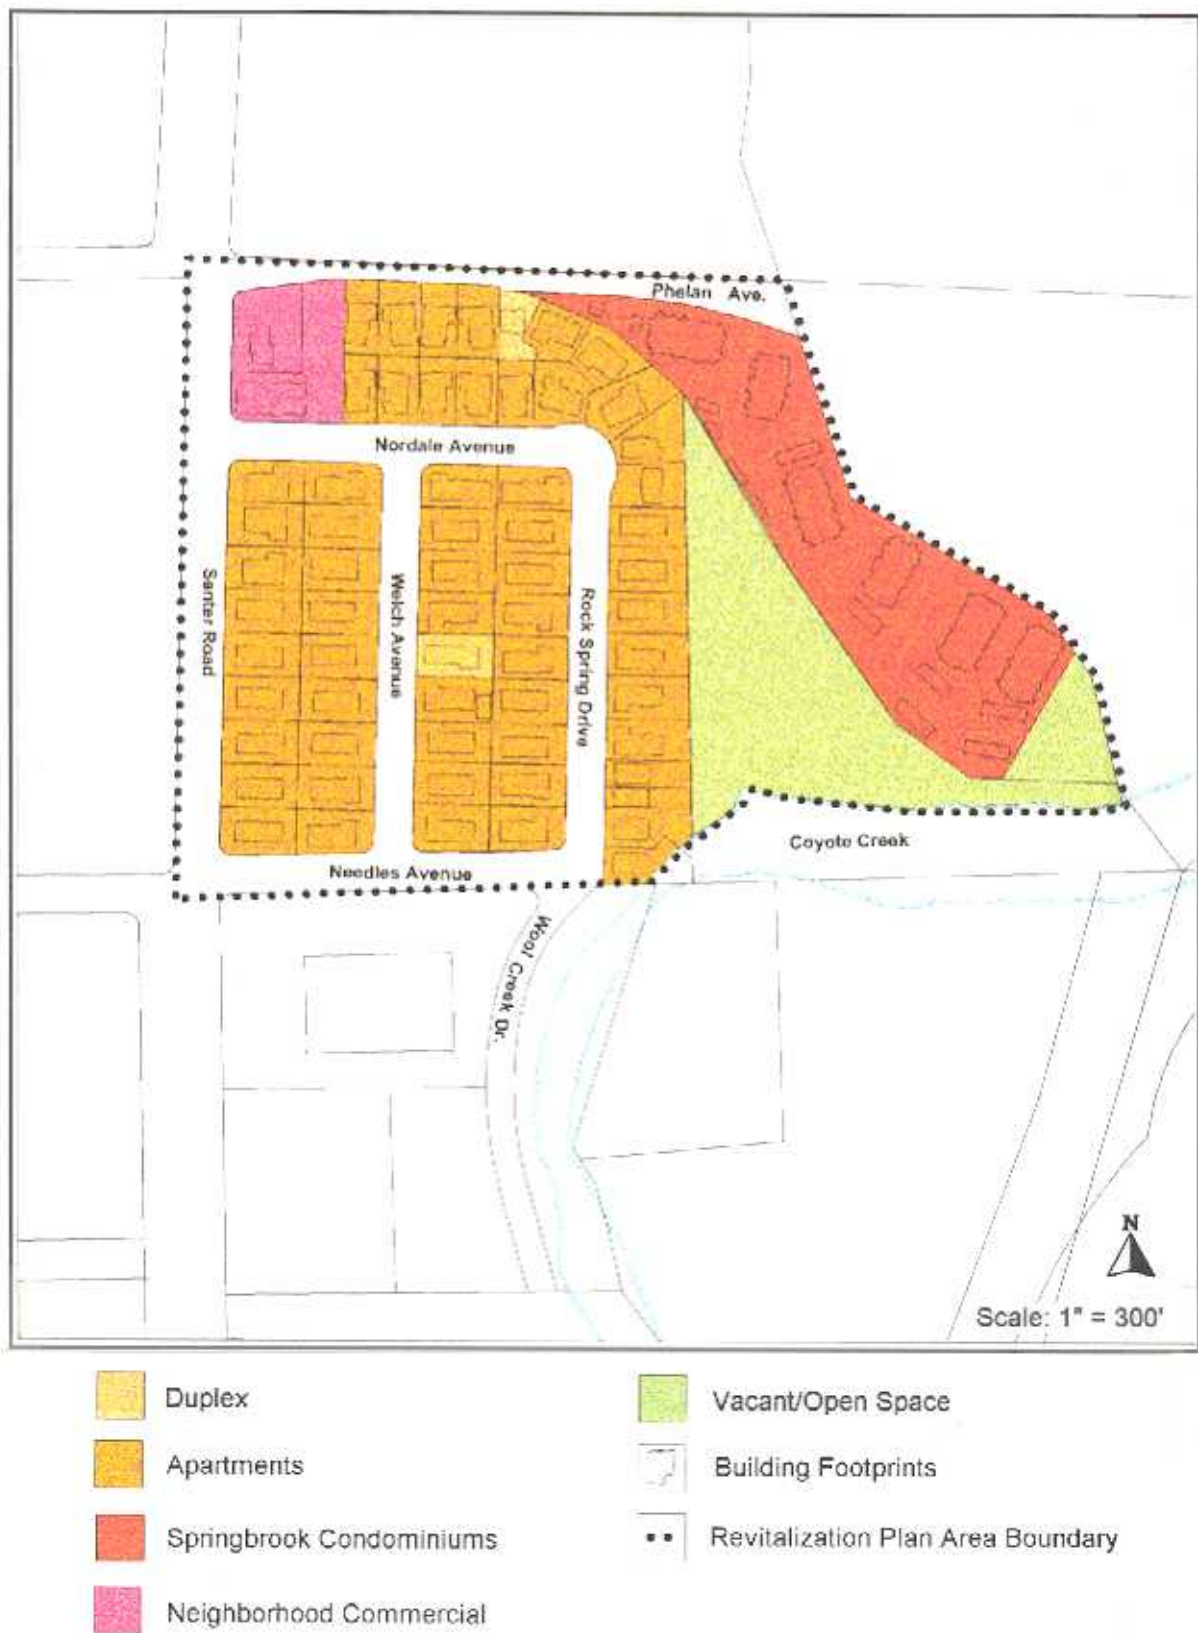 Phelan Ave.
Nordale Avenue
Senter Road
Welch Avenue
Rock Spring Drive
Coyote Creek
Needles Avenue
Wool Creek Dr.
N
Scale: 1" = 300'
Duplex
Vacant/Open Space
Apartments
Building Footprints
Springbrook Condominiums
Revitalization Plan Area Boundary
Neighborhood Commercial